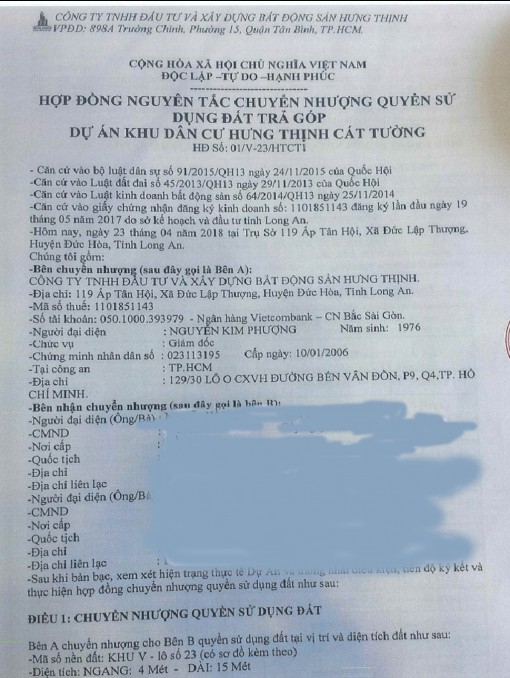 CÔNG TY TNHH ĐẦU TƯ VÀ XÂY DỰNG BẤT ĐỘNG SẢN HƯNG THỊNH
VPĐD: 898A Trường Chinh, Phường 15, Quận Tân Bình, TP.HCM.
CỘNG HÒA XÃ HỘI CHỦ NGHĨA VIỆT NAM
ĐỘC LẬP –TỰ DO –HẠNH PHÚC
HỢP ĐỒNG NGUYÊN TẮC CHUYỂN NHƯỢNG QUYỀN SỬ
DỤNG ĐẤT TRẢ GÓP
DỰ ÁN KHU DÂN CƯ HƯNG THỊNH CÁT TƯỜNG
HĐ Số: 01/V-23/HTCT1
- Căn cứ vào bộ luật dân sự số 91/2015/QH13 ngày 24/11/2015 của Quốc Hội
-Căn cứ vào Luật đất đai số 45/2013/QH13 ngày 29/11/2013 của Quốc Hội
-Căn cứ vào Luật kinh doanh bất động sản số 64/2014/QH13 ngày 25/11/2014
-Căn cứ vào giấy chứng nhận đăng ký kinh doanh số: 1101851143 đăng ký lần đầu ngày 19
tháng 05 năm 2017 do sở kế hoạch và đầu tư tỉnh Long An.
-Hôm nay, ngày 23 tháng 04 năm 2018 tại Trụ Sở 119 Ấp Tân Hội, Xã Đức Lập Thượng,
Huyện Đức Hòa, Tỉnh Long An.
Chúng tôi gồm:
-Bên chuyển nhượng (sau đây gọi là Bên A):
CÔNG TY TNHH ĐẦU TƯ VÀ XÂY DỰNG BẤT ĐỘNG SẢN HƯNG THỊNH.
-Địa chỉ: 119 Ấp Tân Hội, Xã Đức Lập Thượng, Huyện Đức Hòa, Tỉnh Long An.
-Mã số thuế: 1101851143
-Số tài khoản: 050.1000.393979 - Ngân hàng Vietcombank – CN Bắc Sài Gòn.
-Người đại diện : NGUYỄN KIM PHƯỢNG Năm sinh: 1976
-Chức vụ : Giám đốc
-Chứng minh nhân dân số : 023113195 Cấp ngày: 10/01/2006
-Tại công an : TP.HCM
-Địa chỉ : 129/30 LÔ O CXVH ĐƯỜNG BẾN VÂN ĐỒN, P9, Q4,TP. HỒ
CHÍ MINH.
-Bên nhận chuyển nhượng (sau đây gọi là bên B):
-Người đại diện (Ông/Bà)
-CMND :
-Nơi cấp
-Quốc tịch
-Địa chỉ
-Địa chỉ liên lạc
-Người đại diện (Ông/Bà
-CMND
-Nơi cấp
-Quốc tịch
-Địa chỉ
-Địa chỉ liên lạc :
-Sau khi bàn bạc, xem xét hiện trạng thực tế Dự Án và thống nhất điều kiện, tiến độ ký kết và
thực hiện hợp đồng chuyển nhượng quyền sử dụng đất như sau:
ĐIỀU 1: CHUYỂN NHƯỢNG QUYỀN SỬ DỤNG ĐẤT
Bên A chuyển nhượng cho Bên B quyền sử dụng đất tại vị trí và diện tích đất như sau:
-Mã số nền đất: KHU V - lô số 23 (có sơ đồ kèm theo)
-Diện tích: NGANG: 4 Mét - DÀI: 15 Mét